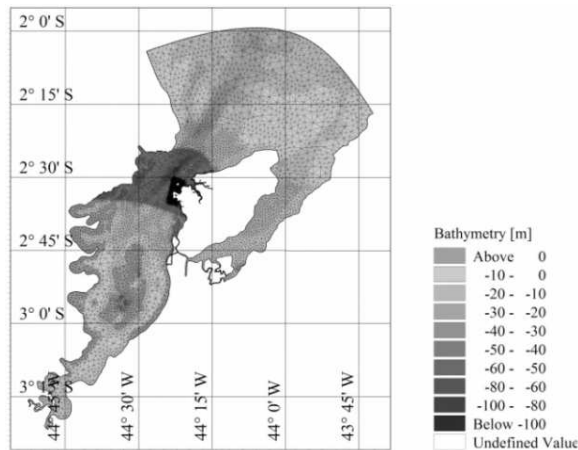 2° 0' S
2° 15' S
2° 30' S
2° 45' S
3° 0' S
44° 45' W
44° 30' W
44° 15' W
44° 0' W
43° 45' W
Bathymetry [m]
Above 0
-10 - 0
-20 - -10
-30 - -20
-40 - -30
-50 - -40
-60 - -50
-80 - -60
-100 - -80
Below -100
Undefined Value